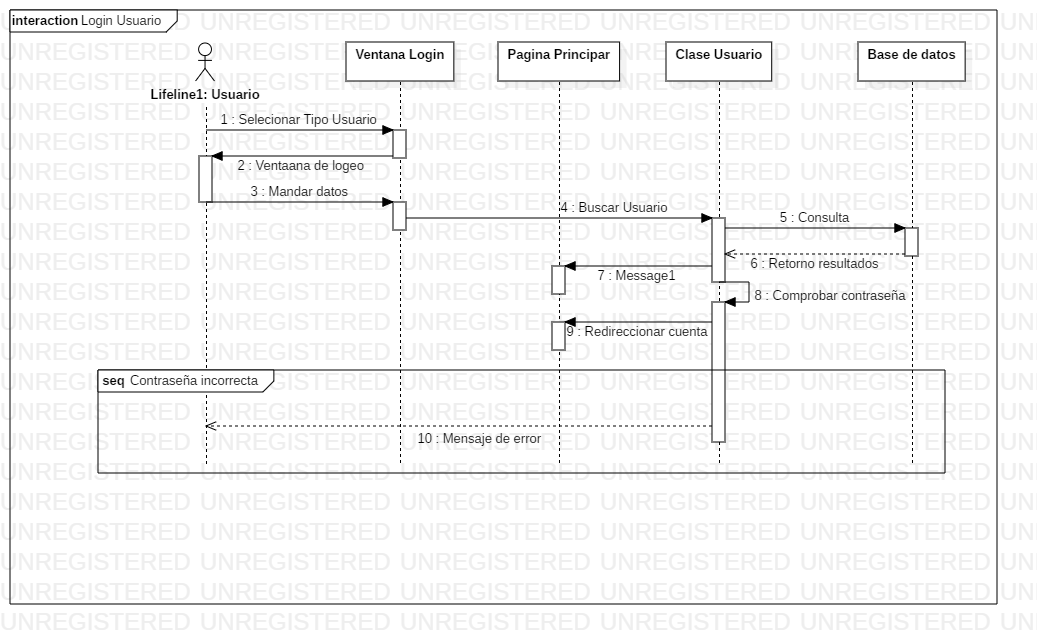 interaction Login Usuario
Ventana Login
Pagina Principar
Clase Usuario
Base de datos
Lifeline1: Usuario
1 : Selecionar Tipo Usuario
2 : Ventaana de logeo
3 : Mandar datos
4 : Buscar Usuario
5 : Consulta
6 : Retorno resultados
7 : Message1
8 : Comprobar contraseña
9 : Redireccionar cuenta
seq Contraseña incorrecta
10 : Mensaje de error
UNREGISTERED